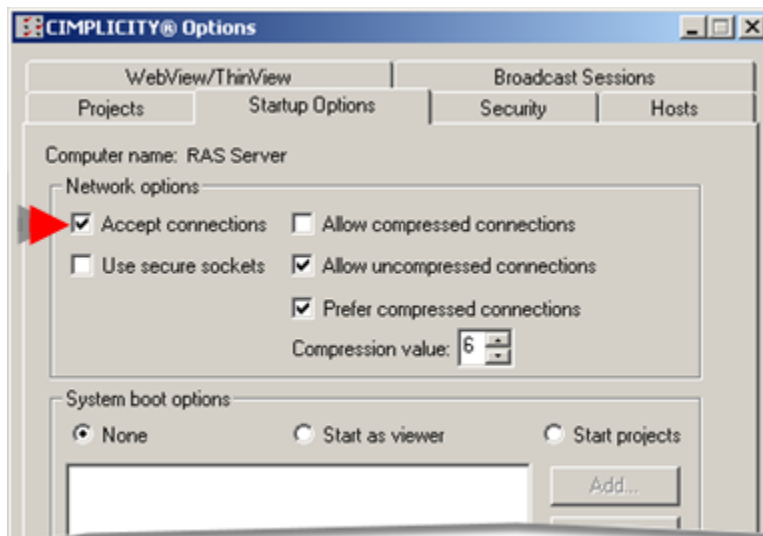 CIMPLICITY® Options
WebView/ThinView Broadcast Sessions
Projects Startup Options Security Hosts
Computer name: RAS Server
Network options
Accept connections Allow compressed connections
Use secure sockets Allow uncompressed connections
Prefer compressed connections
Compression value: 6
System boot options
None Start as viewer Start projects
Add...